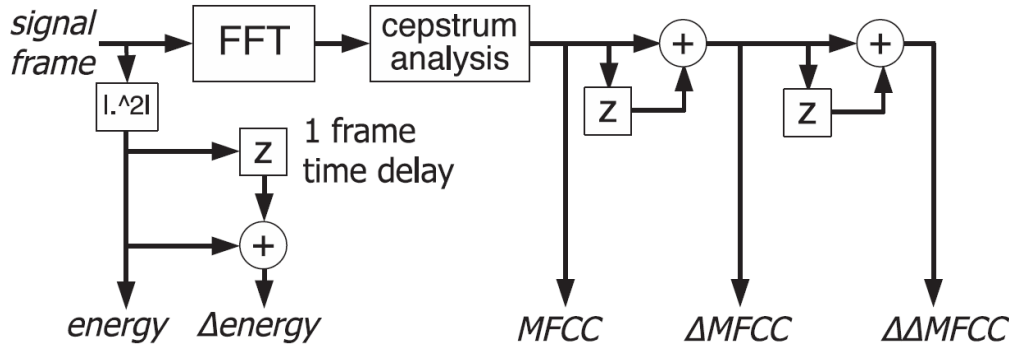 signal
frame
FFT
cepstrum
analysis
+
+
|.^2|
z
z
z
1 frame
time delay
+
energy
Δenergy
MFCC
ΔMFCC
ΔΔMFCC